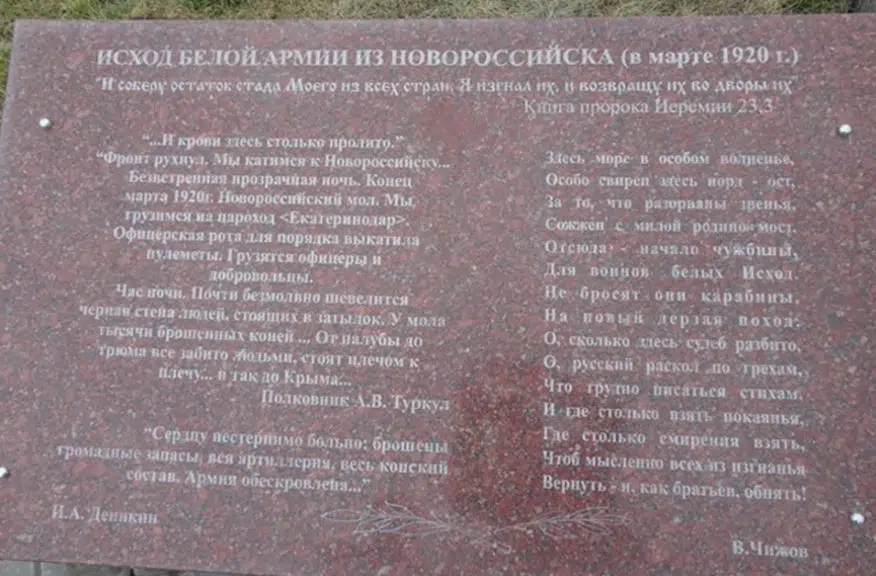 ИСХОД БЕЛОЙ АРМИИ ИЗ НОВОРОССИЙСКА (в марте 1920 г.)
"И соберу остаток стада Моего из всех стран, Я изгнал их, и возвращу их во дворы их"
Книга пророка Иеремии 23,3
"...И крови здесь столько пролито."
"Фронт рухнул. Мы катимся к Новороссийску...
Безветренная прозрачная ночь. Конец
марта 1920г. Новороссийский мол. Мы
грузимся на пароход <Екатеринодар>.
Офицерская рота для порядка выкатила
пулеметы. Грузятся офицеры и
добровольцы.
Час ночи. Почти безмолвно шевелится
черная стена людей, стоящих в затылок. У мола
тысячи брошенных коней ... От палубы до
трюма все забито людьми, стоят плечом к
плечу... и так до Крыма...
Полковник А.В. Туркул
"Сердцу нестерпимо больно: брошены
громадные запасы, вся артиллерия, весь конский
состав. Армия обескровлена..."
И.А. Деникин
Здесь море в особом волненье,
Особо свиреп здесь норд - ост,
За то, что разорваны звенья,
Сожжен с милой родиной мост.
Отсюда - начало чужбины,
Для воинов белых Исход.
Не бросят они карабины,
На новый дерзая поход.
О, сколько здесь судеб разбито,
О, русский раскол по грехам,
Что трудно писаться стихам.
И где столько взять покаянья,
Где столько смирения взять,
Чтоб мысленно всех из изгнанья
Вернуть - и, как братьев, обнять!
В.Чижов